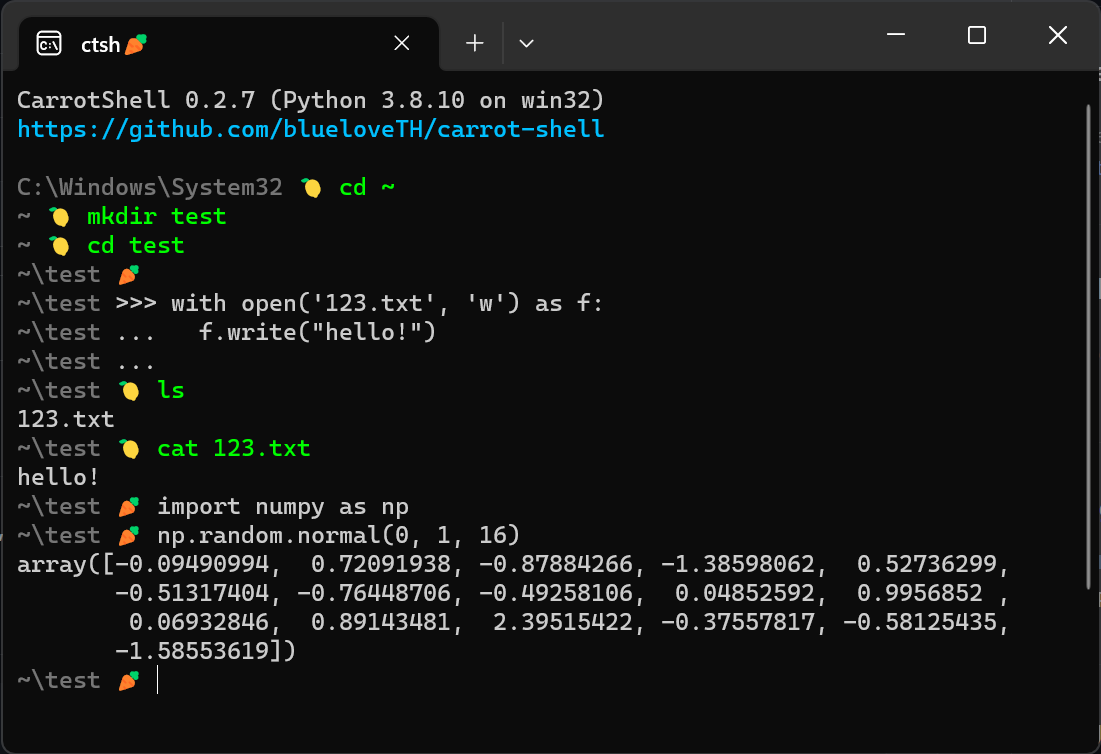 ctsh🥕
CarrotShell 0.2.7 (Python 3.8.10 on win32)
https://github.com/blueloveTH/carrot-shell
C:\Windows\System32 🍋 cd ~
~ 🍋 mkdir test
~ 🍋 cd test
~\test 🥕
~\test >>> with open('123.txt', 'w') as f:
~\test ...   f.write("hello!")
~\test ...
~\test 🍋 ls
123.txt
~\test 🍋 cat 123.txt
hello!
~\test 🥕 import numpy as np
~\test 🥕 np.random.normal(0, 1, 16)
array([-0.09490994,  0.72091938, -0.87884266, -1.38598062,  0.52736299,
       -0.51317404, -0.76448706, -0.49258106,  0.04852592,  0.9956852 ,
        0.06932846,  0.89143481,  2.39515422, -0.37557817, -0.58125435,
       -1.58553619])
~\test 🥕